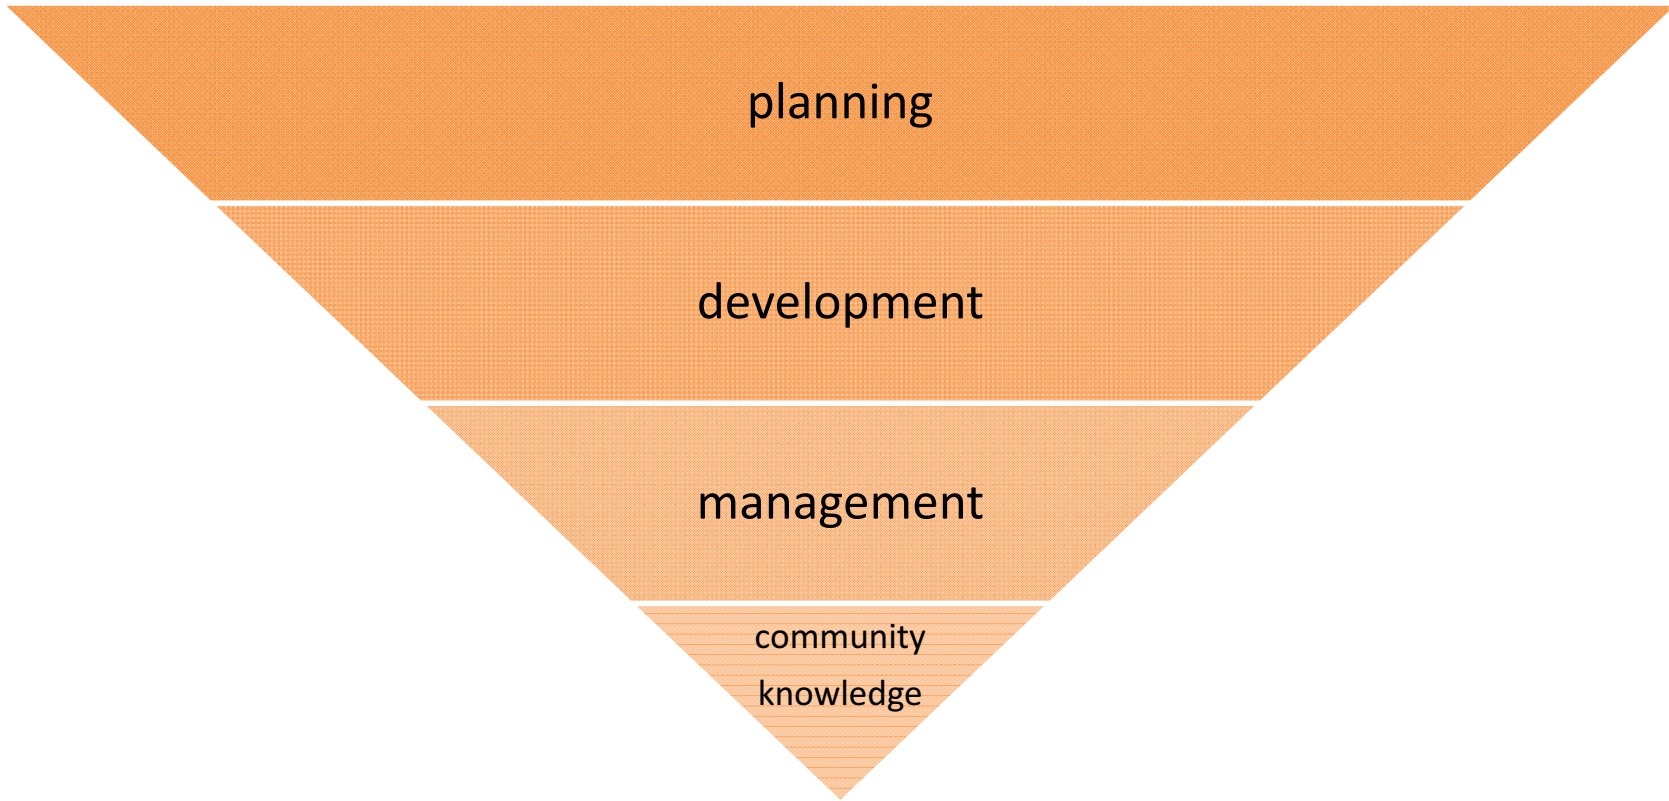 planning
development
management
community
knowledge